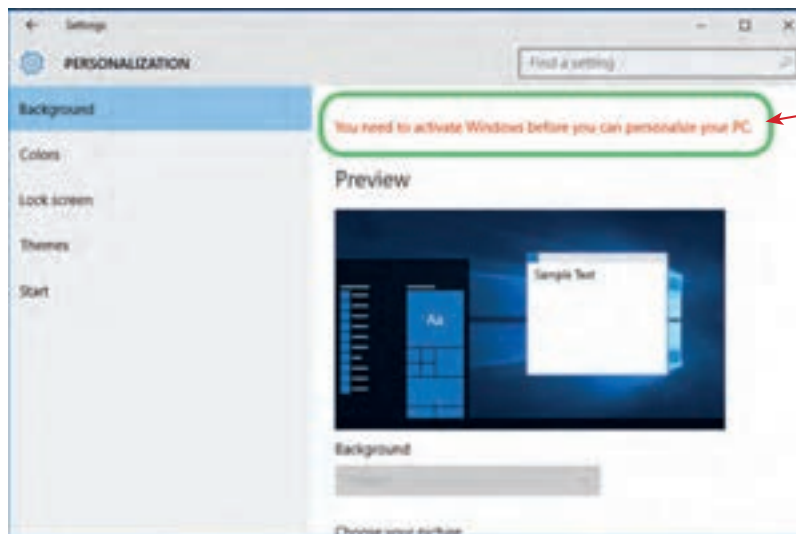 Settings
PERSONALIZATION
Find a setting
Background
Colors
Lock screen
Themes
Start
You need to activate Windows before you can personalize your PC.
Preview
Sample Text
Aa
Background
Choose your picture